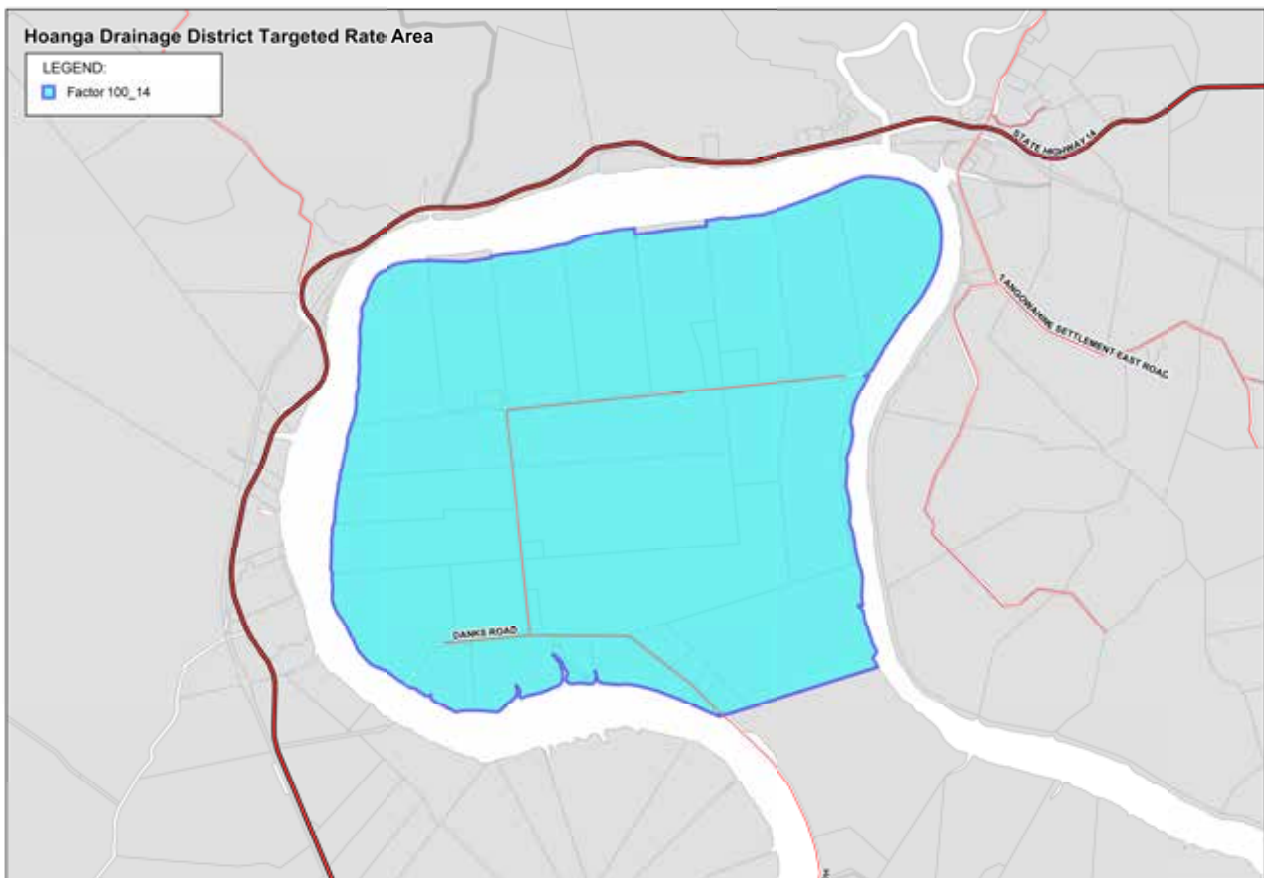 Hoanga Drainage District Targeted Rate Area
LEGEND:
Factor 100_14
STATE HIGHWAY 14
TANGOWAHINE SETTLEMENT EAST ROAD
DANKS ROAD